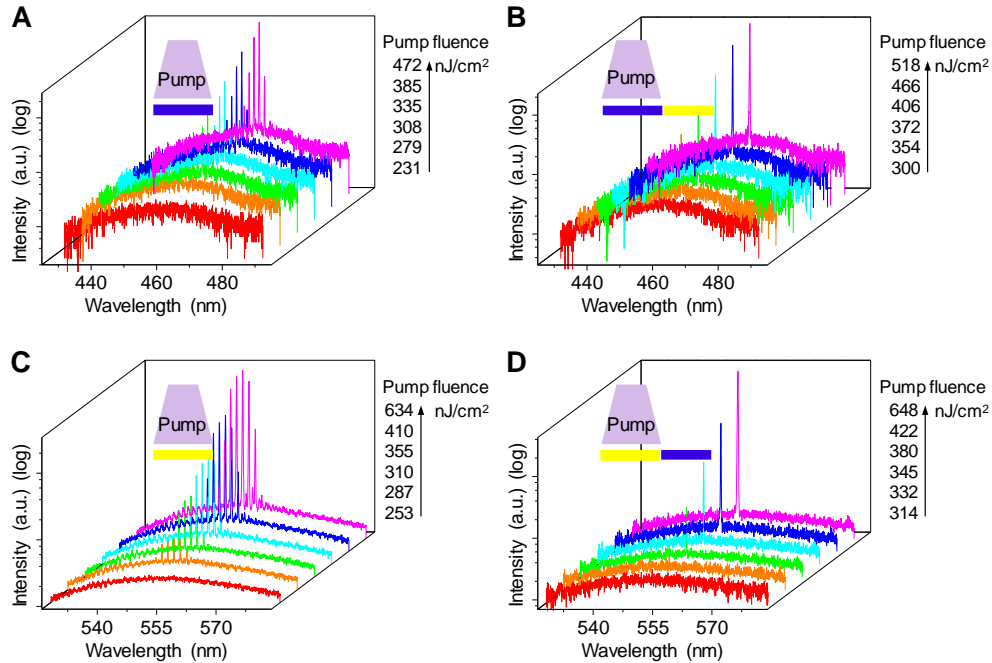 A
Pump fluence
nJ/cm²
472
385
335
308
279
231
Pump
Intensity (a.u.) (log)
440
460
480
Wavelength (nm)
B
Pump fluence
nJ/cm²
518
466
406
372
354
300
Pump
Intensity (a.u.) (log)
440
460
480
Wavelength (nm)
C
Pump fluence
nJ/cm²
634
410
355
310
287
253
Pump
Intensity (a.u.) (log)
540
555
570
Wavelength (nm)
D
Pump fluence
nJ/cm²
648
422
380
345
332
314
Pump
Intensity (a.u.) (log)
540
555
570
Wavelength (nm)